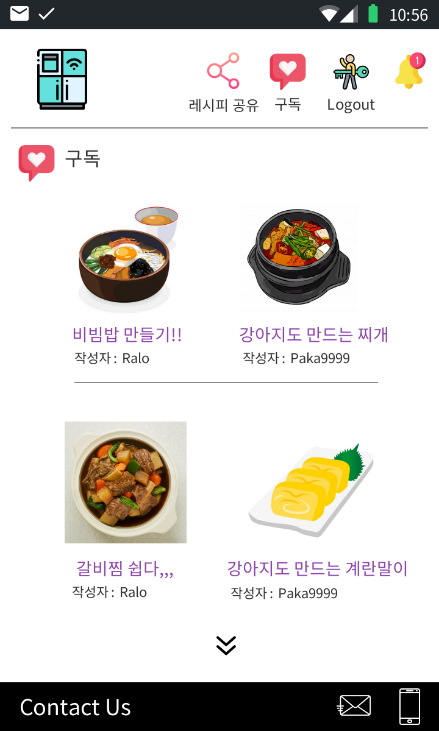 10:56
1
레시피 공유 구독 Logout
구독
비빔밥 만들기!! 강아지도 만드는 찌개
작성자 : Ralo 작성자 : Paka9999
갈비찜 쉽다,,, 강아지도 만드는 계란말이
작성자 : Ralo 작성자 : Paka9999
Contact Us